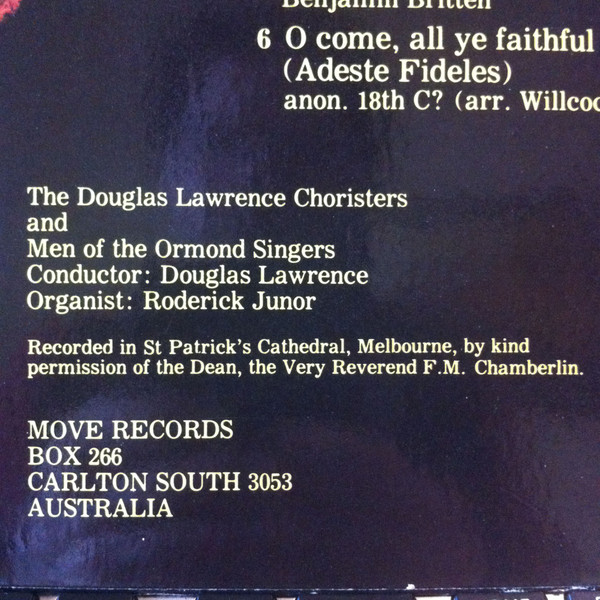 Benjamin Britten
6 O come, all ye faithful
(Adeste Fideles)
anon. 18th C? (arr. Willcoc
The Douglas Lawrence Choristers
and
Men of the Ormond Singers
Conductor: Douglas Lawrence
Organist: Roderick Junor
Recorded in St Patrick's Cathedral, Melbourne, by kind
permission of the Dean, the Very Reverend F.M. Chamberlin.
MOVE RECORDS
BOX 266
CARLTON SOUTH 3053
AUSTRALIA